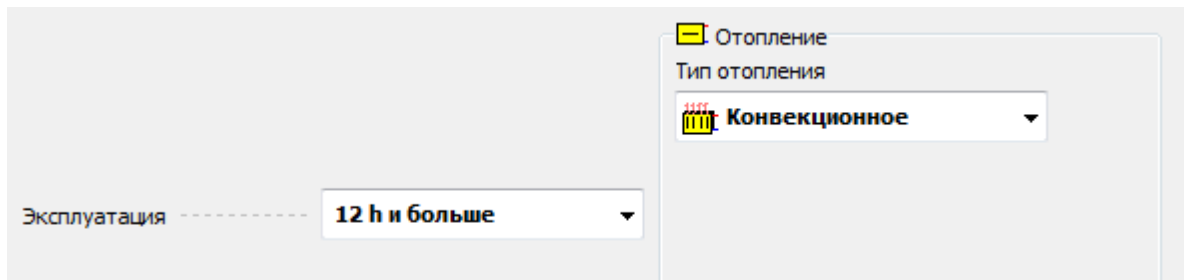 Отопление
Тип отопления
Конвекционное
Эксплуатация
12 h и больше